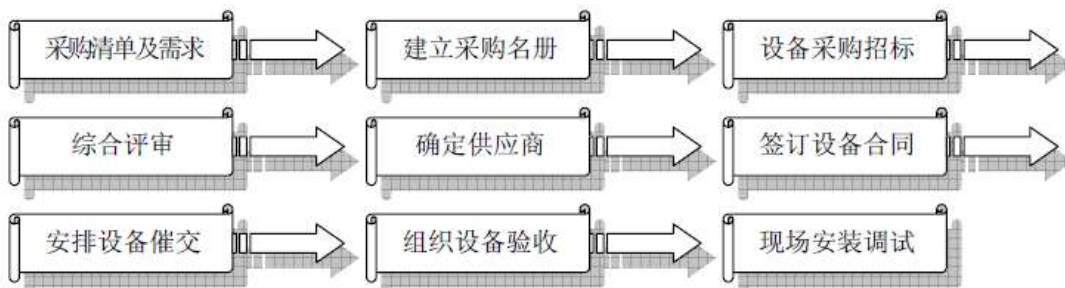 采购清单及需求
建立采购名册
设备采购招标
综合评审
确定供应商
签订设备合同
安排设备催交
组织设备验收
现场安装调试